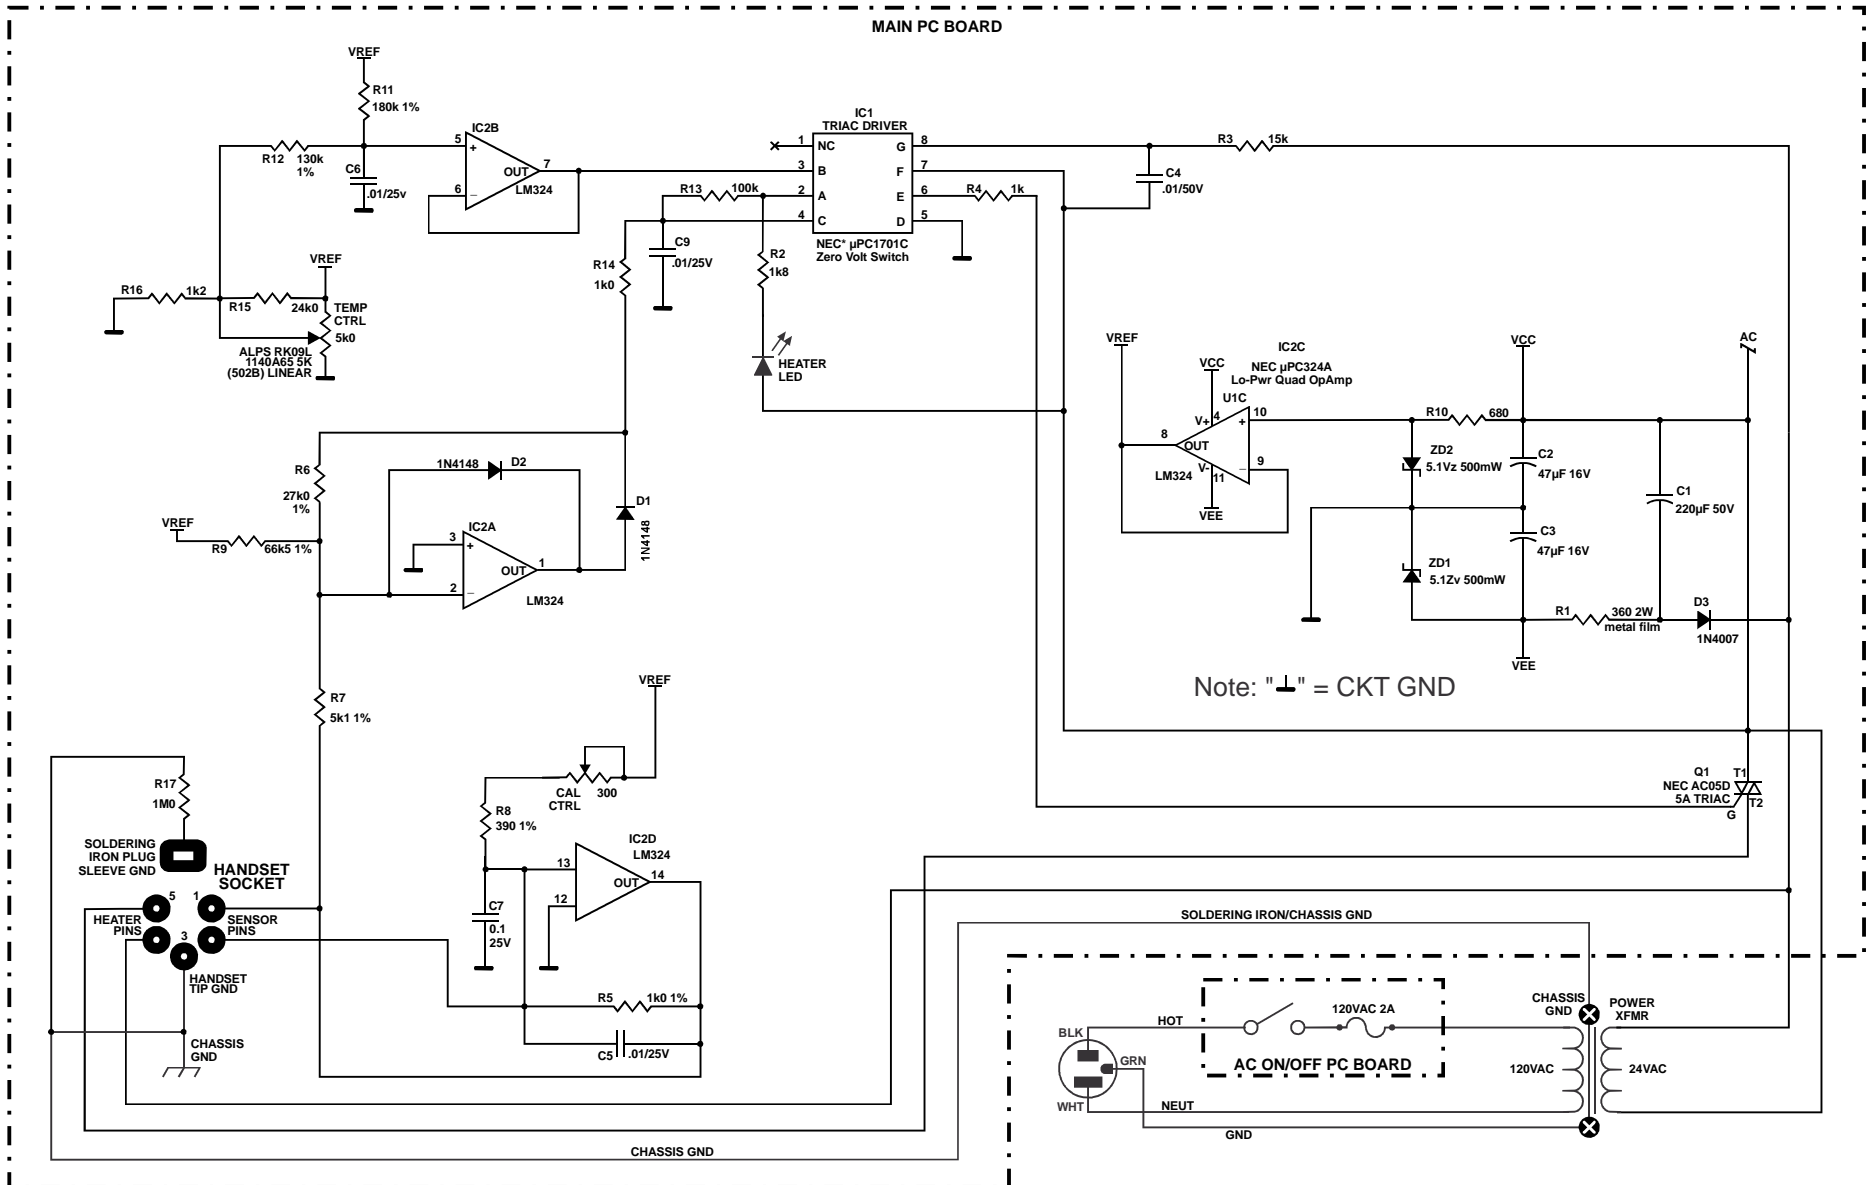 MAIN PC BOARD
VREF
R11
180k 1%
R12 130k
1%
C6
.01/25v
IC2B
5
+
6
−
OUT
7
LM324
IC1
TRIAC DRIVER
1 NC
3 B
2 A
4 C
G 8
F 7
E 6
D 5
NEC* µPC1701C
Zero Volt Switch
R13 100k
C9
.01/25V
R14
1k0
R2
1k8
HEATER
LED
R3 15k
C4
.01/50V
R4 1k
VREF
R16 1k2
R15 24k0
TEMP
CTRL
5k0
ALPS RK09L
1140A65 5K
(502B) LINEAR
R6
27k0
1%
VREF
R9 66k5 1%
1N4148 D2
IC2A
3
+
2
−
OUT
1
LM324
D1
1N4148
R7
5k1 1%
VREF
IC2C
NEC µPC324A
Lo-Pwr Quad OpAmp
U1C
VCC
V+ 4
10
+
8
OUT
V-
11
9
−
LM324
VEE
VCC
AC
R10 680
ZD2
5.1Vz 500mW
C2
47µF 16V
C1
220µF 50V
C3
47µF 16V
ZD1
5.1Zv 500mW
R1 360 2W
metal film
D3
1N4007
VEE
Note: "⊥" = CKT GND
VREF
CAL
CTRL
300
R8
390 1%
IC2D
LM324
13
12
OUT
14
C7
0.1
25V
R5 1k0 1%
C5 .01/25V
Q1
NEC AC05D
5A TRIAC
T1
T2
G
R17
1M0
SOLDERING
IRON PLUG
SLEEVE GND
HANDSET
SOCKET
5
1
HEATER
PINS
3
SENSOR
PINS
HANDSET
TIP GND
CHASSIS
GND
SOLDERING IRON/CHASSIS GND
CHASSIS GND
BLK
HOT
120VAC 2A
AC ON/OFF PC BOARD
GRN
WHT
NEUT
GND
CHASSIS
GND
POWER
XFMR
120VAC
24VAC